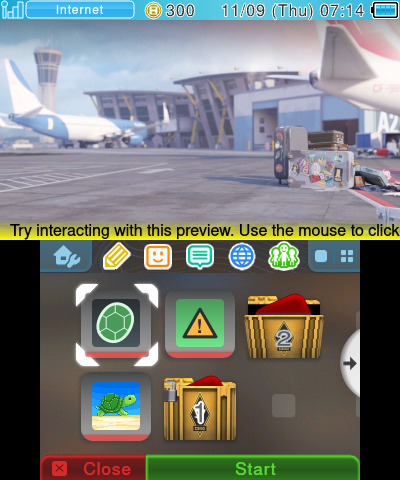 Internet
300
11/09 (Thu) 07:14
A2
Try interacting with this preview. Use the mouse to click
2
1
Close
Start